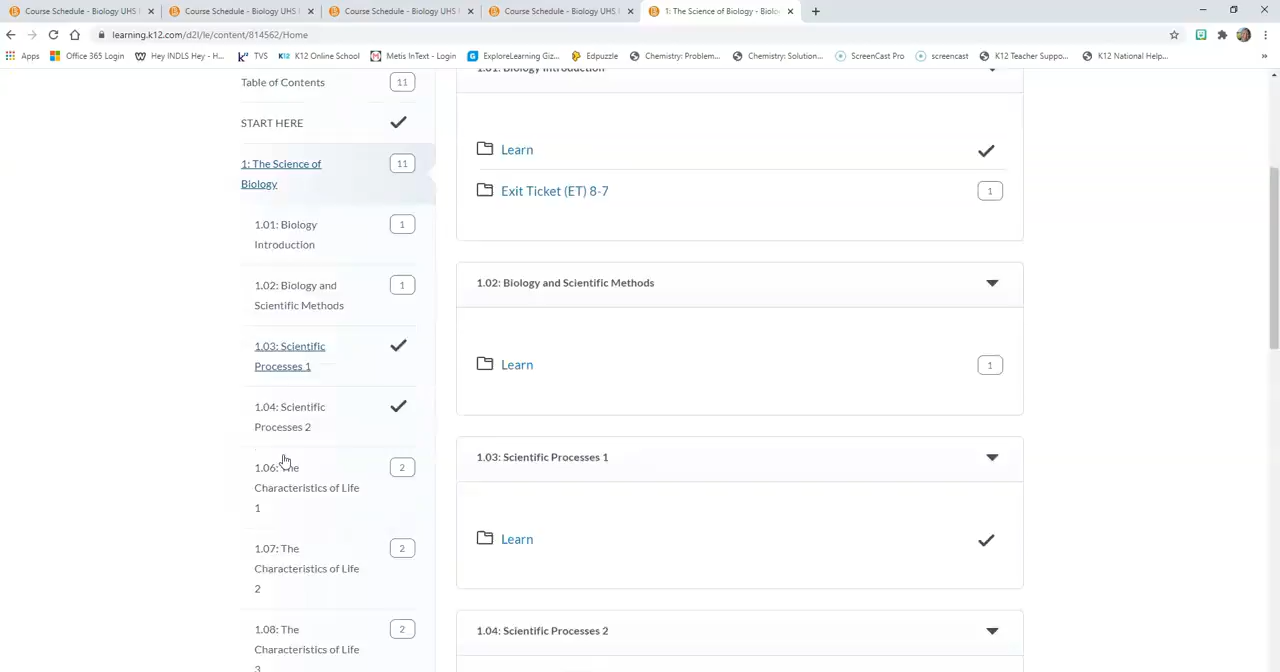 Course Schedule - Biology UHS
Course Schedule - Biology UHS
Course Schedule - Biology UHS
Course Schedule - Biology UHS
1: The Science of Biology - Biolo
learning.k12.com/d2l/le/content/814562/Home
Apps
Office 365 Login
Hey INDLS Hey - H...
TVS
K12 Online School
Metis InText - Login
ExploreLearning Giz...
Edpuzzle
Chemistry: Problem...
Chemistry: Solution...
ScreenCast Pro
screencast
K12 Teacher Suppo...
K12 National Help...
Table of Contents
11
START HERE
1: The Science of
Biology
11
1.01: Biology
Introduction
1
1.02: Biology and
Scientific Methods
1
1.03: Scientific
Processes 1
1.04: Scientific
Processes 2
1.06: The
Characteristics of Life
1
2
1.07: The
Characteristics of Life
2
2
1.08: The
Characteristics of Life
3
2
1.01: Biology Introduction
Learn
Exit Ticket (ET) 8-7
1
1.02: Biology and Scientific Methods
Learn
1
1.03: Scientific Processes 1
Learn
1.04: Scientific Processes 2